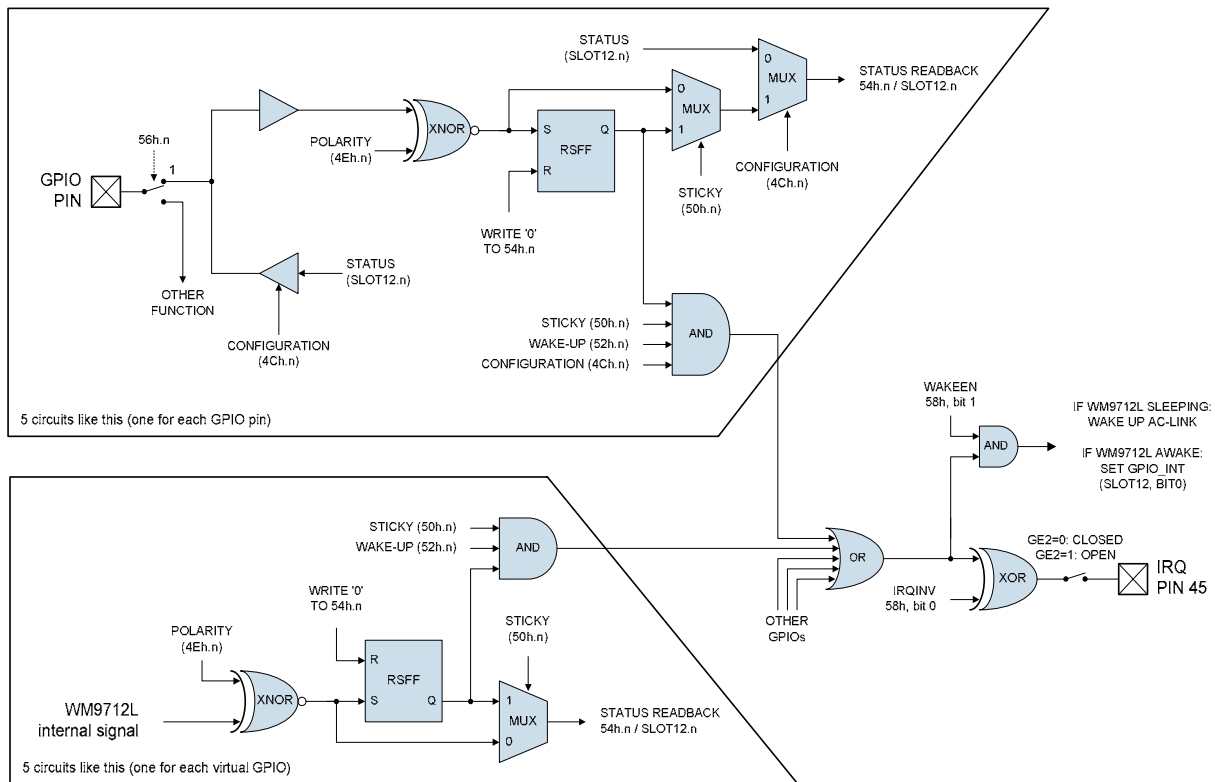 STATUS
(SLOT12.n)
0
MUX
1
STATUS READBACK
54h.n / SLOT12.n
0
MUX
1
XNOR
POLARITY
(4Eh.n)
S
Q
RSFF
R
56h.n
1
GPIO
PIN
CONFIGURATION
(4Ch.n)
STICKY
(50h.n)
WRITE '0'
TO 54h.n
STATUS
(SLOT12.n)
OTHER
FUNCTION
CONFIGURATION
(4Ch.n)
STICKY (50h.n)
WAKE-UP (52h.n)
CONFIGURATION (4Ch.n)
AND
5 circuits like this (one for each GPIO pin)
WAKEEN
58h, bit 1
AND
IF WM9712L SLEEPING:
WAKE UP AC-LINK
IF WM9712L AWAKE:
SET GPIO_INT
(SLOT12, BIT0)
STICKY (50h.n)
WAKE-UP (52h.n)
AND
OR
GE2=0: CLOSED
GE2=1: OPEN
XOR
IRQ
PIN 45
IRQINV
58h, bit 0
OTHER
GPIOs
WRITE '0'
TO 54h.n
STICKY
(50h.n)
POLARITY
(4Eh.n)
R
RSFF
S
Q
XNOR
1
MUX
0
STATUS READBACK
54h.n / SLOT12.n
WM9712L
internal signal
5 circuits like this (one for each virtual GPIO)